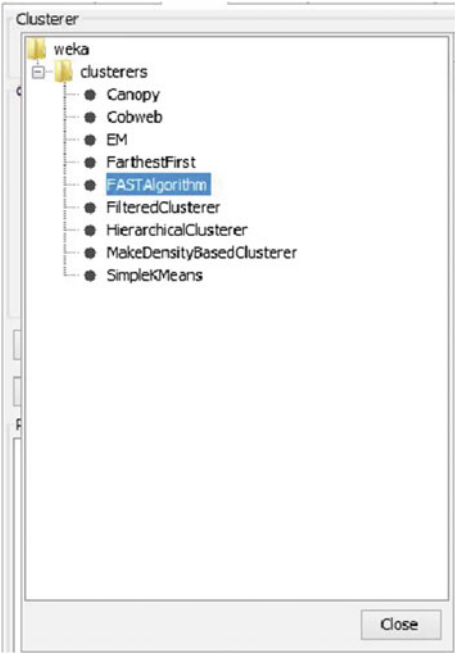 Clusterer
weka
clusterers
Canopy
Cobweb
EM
FarthestFirst
FASTAlgorithm
FilteredClusterer
HierarchicalClusterer
MakeDensityBasedClusterer
SimpleKMeans
Close